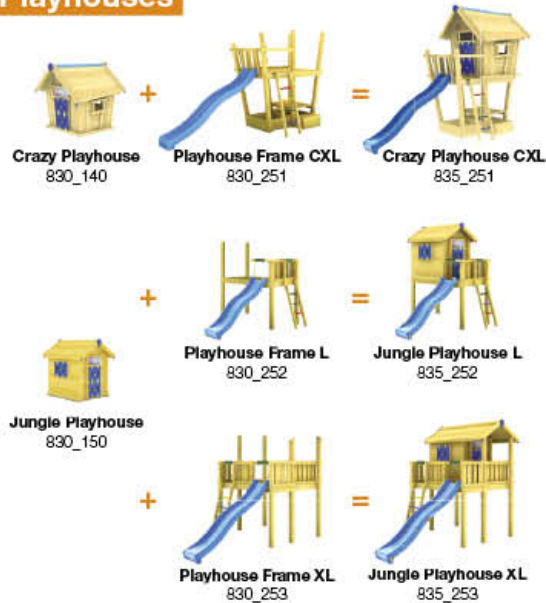 Playhouses
+
=
Crazy Playhouse
830_140
Playhouse Frame CXL
830_251
Crazy Playhouse CXL
835_251
+
=
Playhouse Frame L
830_252
Jungle Playhouse L
835_252
Jungle Playhouse
830_150
+
=
Playhouse Frame XL
830_253
Jungle Playhouse XL
835_253